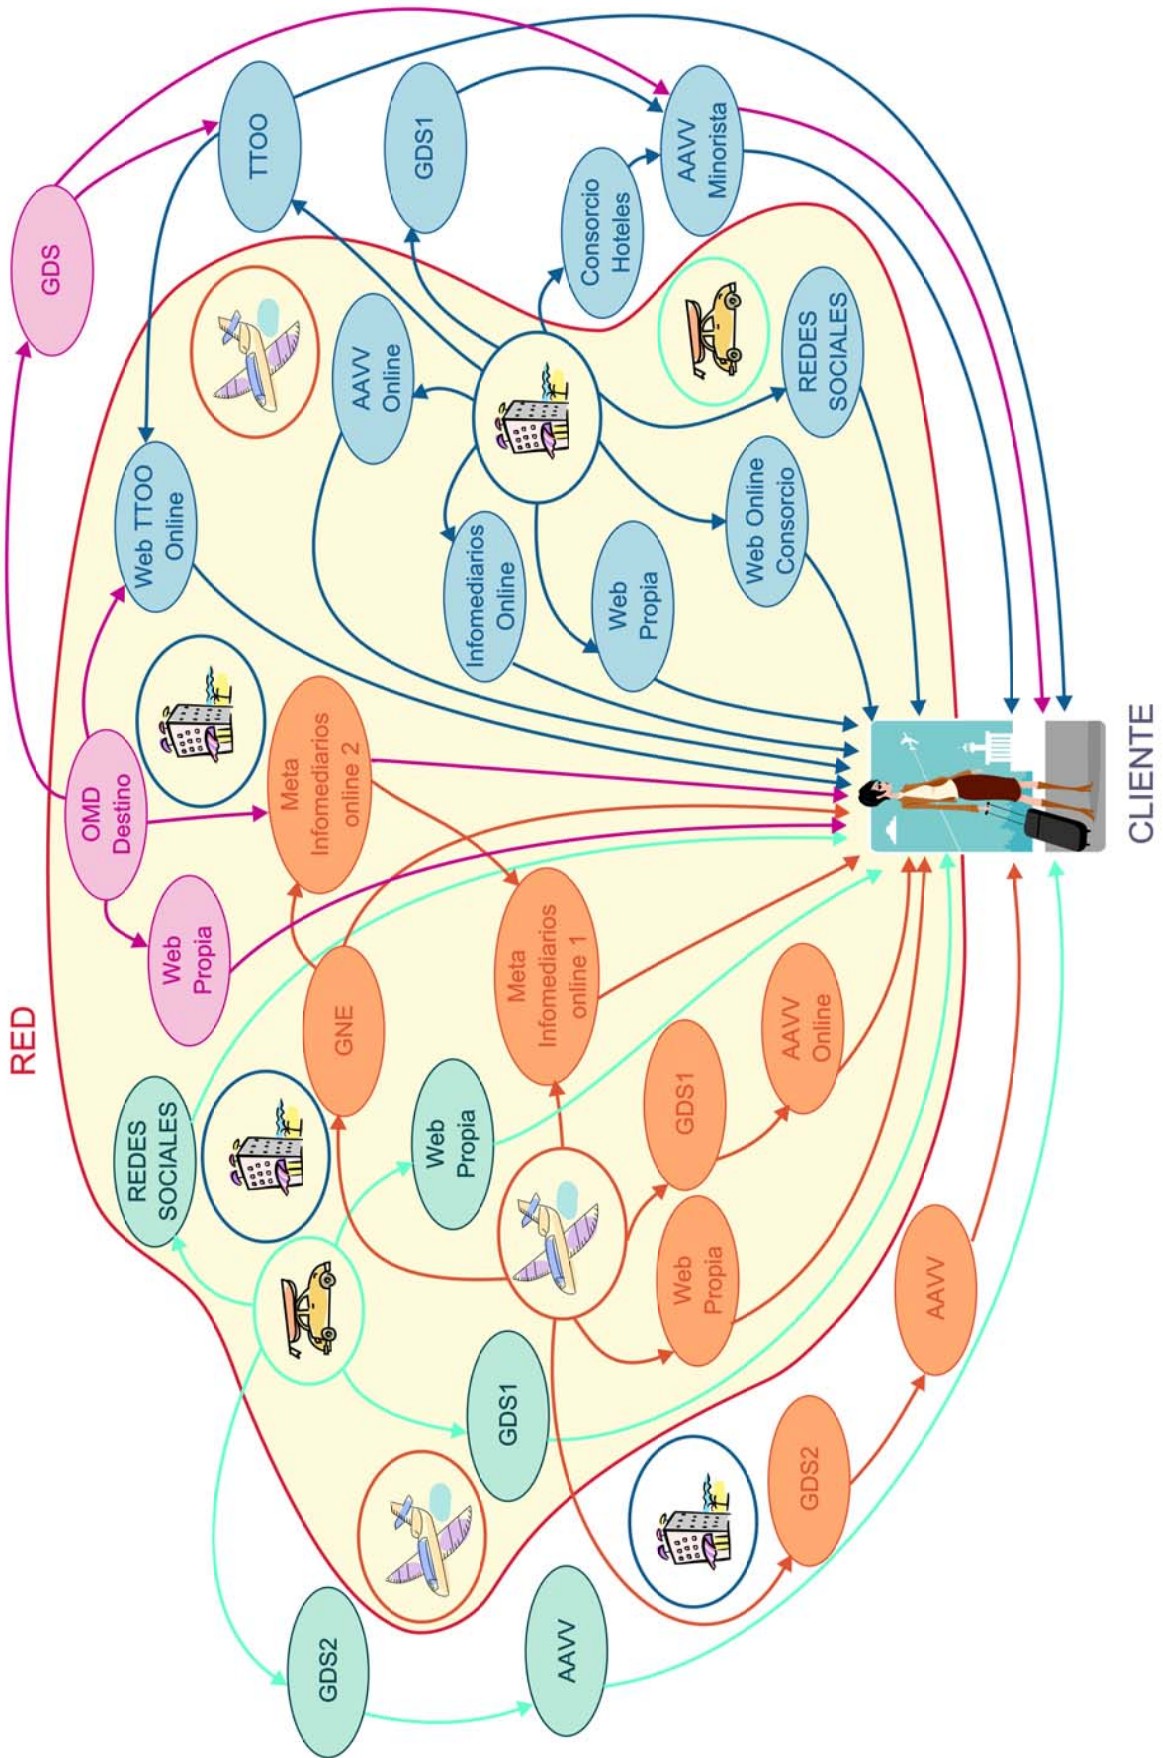 RED
GDS
OMD
Destino
REDES
SOCIALES
Web TTOO
Online
Web
Propia
TTOO
GDS2
GNE
Meta
Infomediarios
online 2
AAVV
Online
GDS1
Web
Propia
Infomediarios
Online
GDS1
Meta
Infomediarios
online 1
AAVV
Consorcio
Hoteles
Web
Propia
GDS1
Web
Propia
AAVV
Minorista
Web Online
Consorcio
AAVV
Online
GDS2
REDES
SOCIALES
AAVV
CLIENTE